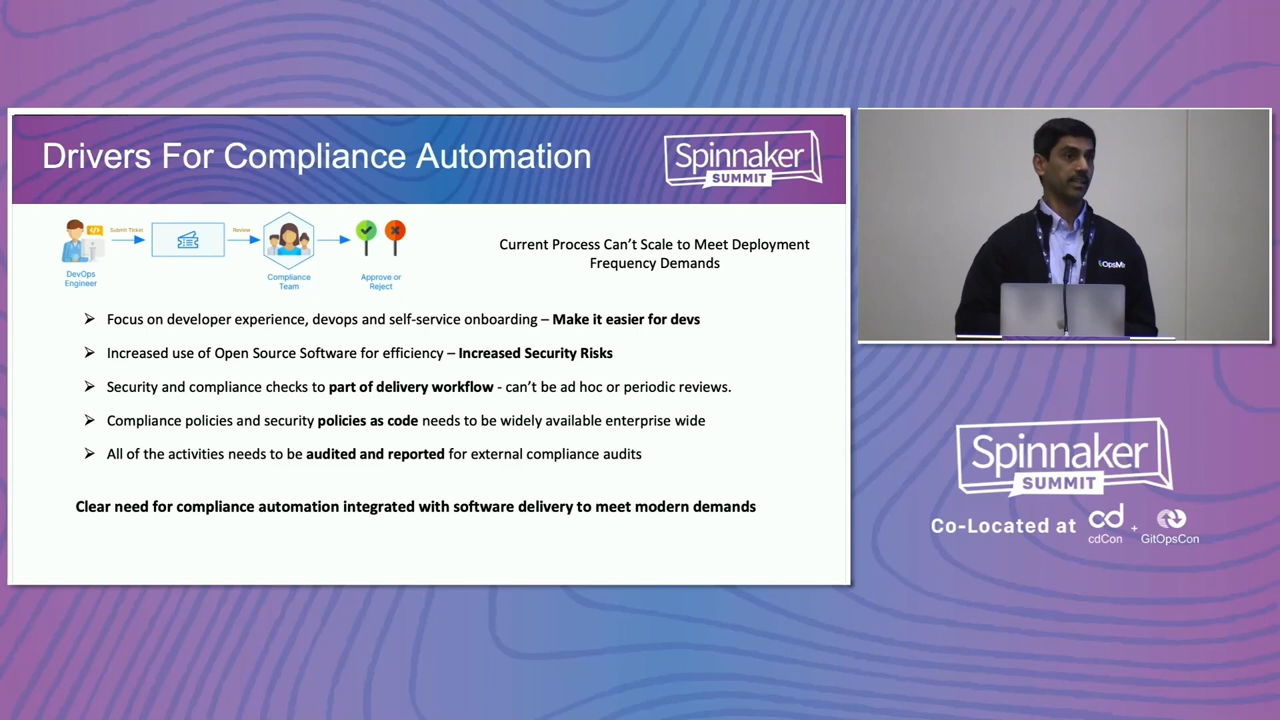 Drivers For Compliance Automation
Spinnaker
SUMMIT
Submit Ticket
Review
DevOps
Engineer
Compliance
Team
Approve or
Reject
Current Process Can’t Scale to Meet Deployment
Frequency Demands
➢ Focus on developer experience, devops and self-service onboarding – Make it easier for devs
➢ Increased use of Open Source Software for efficiency – Increased Security Risks
➢ Security and compliance checks to part of delivery workflow - can’t be ad hoc or periodic reviews.
➢ Compliance policies and security policies as code needs to be widely available enterprise wide
➢ All of the activities needs to be audited and reported for external compliance audits
Clear need for compliance automation integrated with software delivery to meet modern demands
OpsMx
Spinnaker
SUMMIT
Co-Located at cd + 
cdCon GitOpsCon